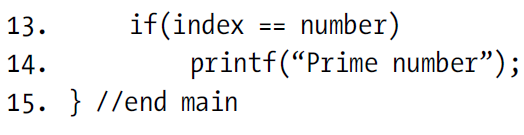 13. if(index == number)
14. printf(“Prime number”);
15. } //end main